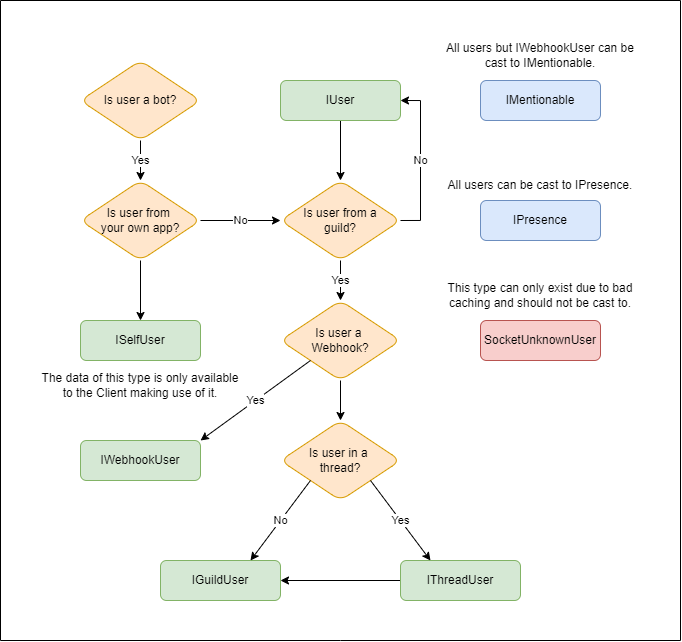 All users but IWebhookUser can be
cast to IMentionable.
Is user a bot?
IUser
IMentionable
Yes
No
All users can be cast to IPresence.
Is user from
your own app?
No
Is user from a
guild?
IPresence
Yes
This type can only exist due to bad
caching and should not be cast to.
ISelfUser
Is user a
Webhook?
SocketUnknownUser
The data of this type is only available
to the Client making use of it.
Yes
IWebhookUser
Is user in a
thread?
No
Yes
IGuildUser
IThreadUser